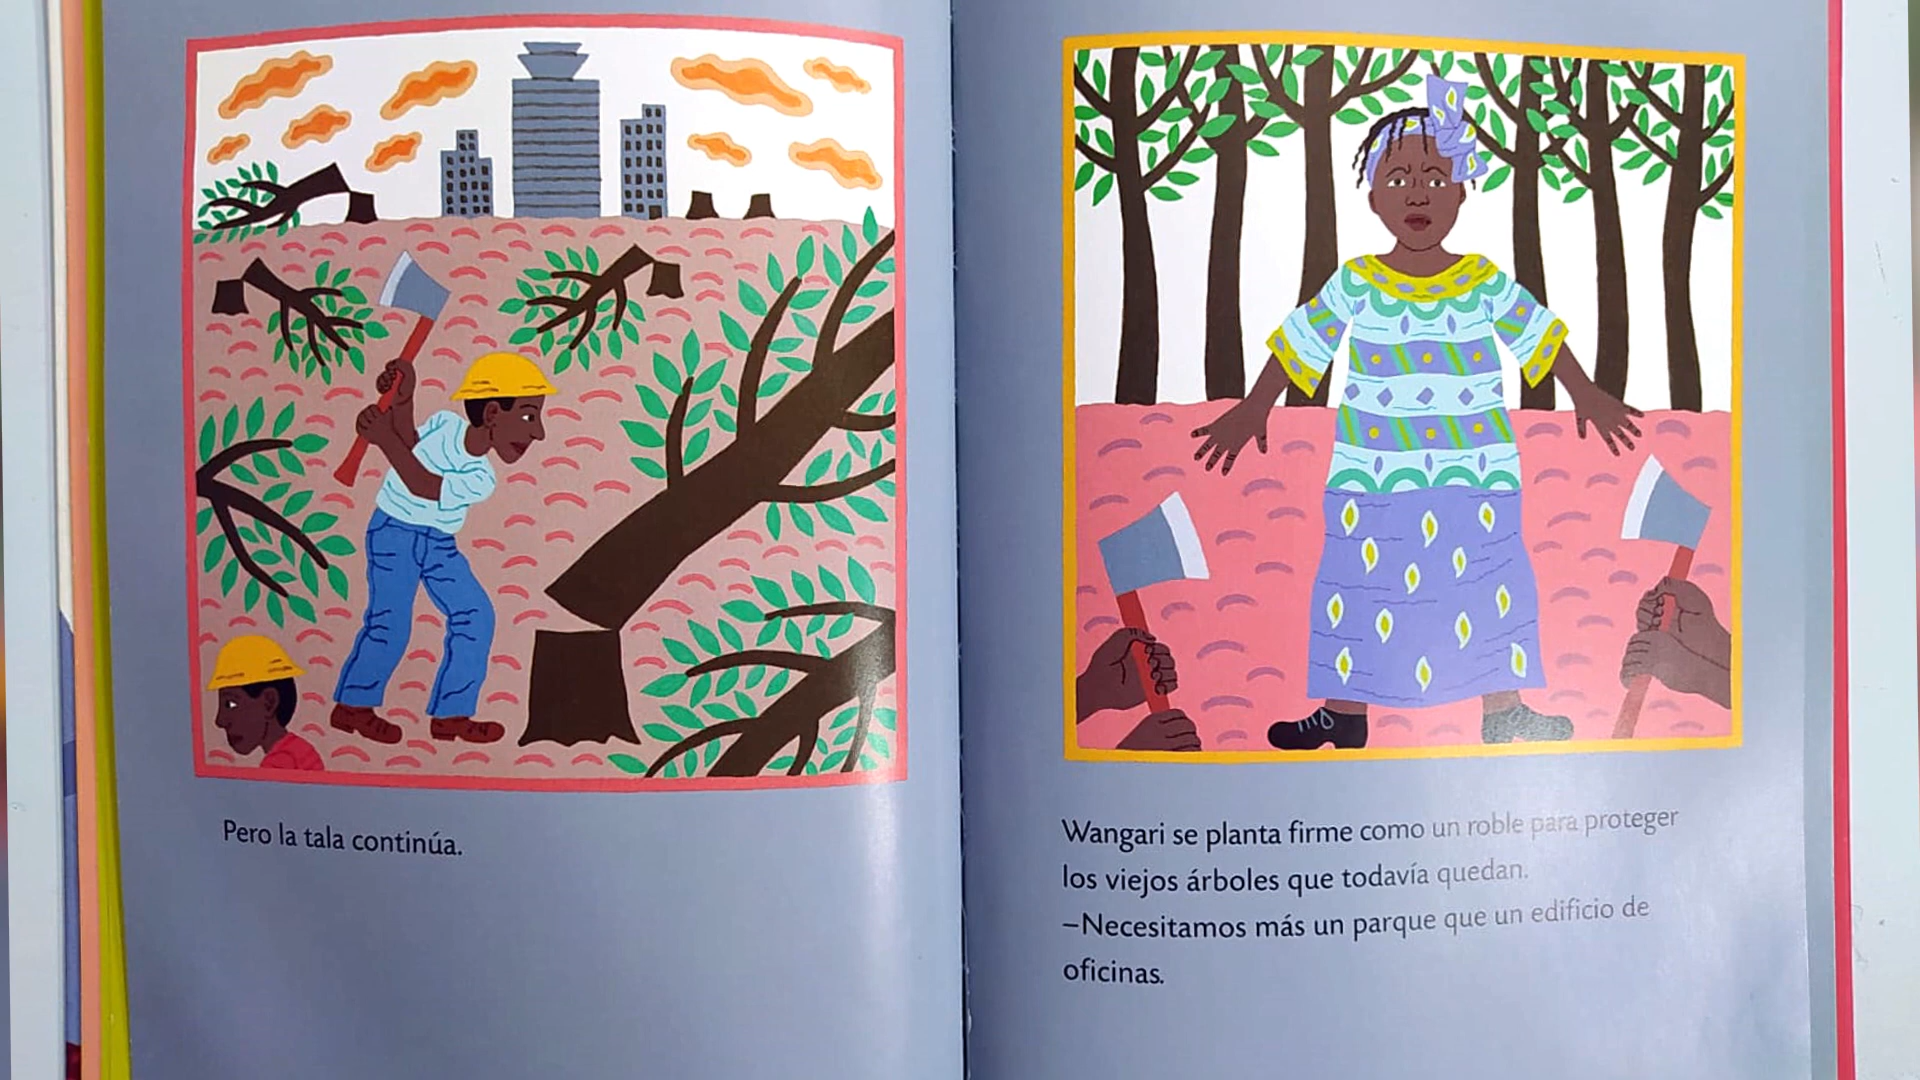 Pero la tala continúa.
Wangari se planta firme como un roble para proteger
los viejos árboles que todavía quedan.
–Necesitamos más un parque que un edificio de
oficinas.